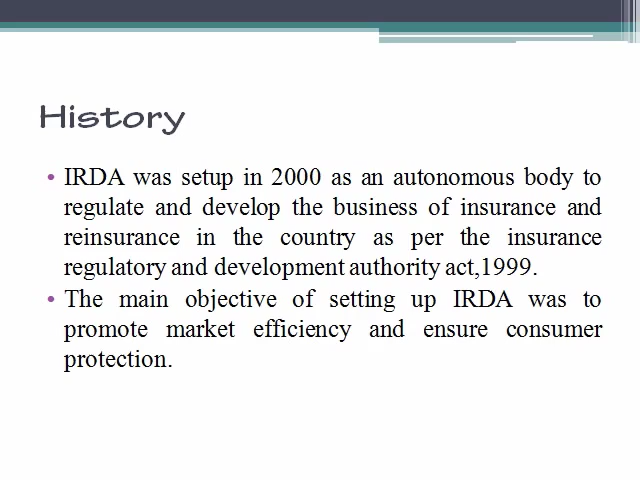 History
• IRDA was setup in 2000 as an autonomous body to
regulate and develop the business of insurance and
reinsurance in the country as per the insurance
regulatory and development authority act,1999.
• The main objective of setting up IRDA was to
promote market efficiency and ensure consumer
protection.